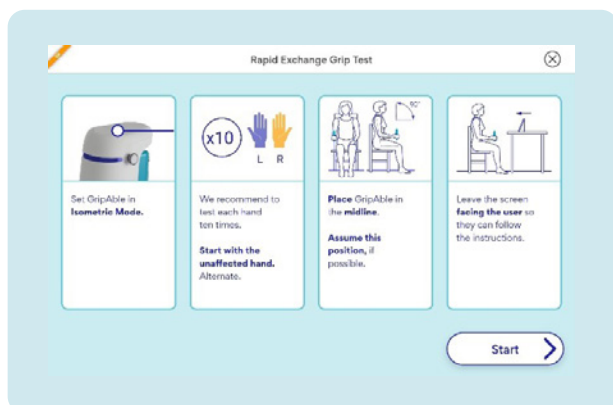 Rapid Exchange Grip Test
Set GripAble in
Isometric Mode.
x10
L R
We recommend to
test each hand
ten times.
Start with the
unaffected hand.
Alternate.
90°
Place GripAble in
the midline.
Assume this
position, if
possible.
Leave the screen
facing the user so
they can follow
the instructions.
Start